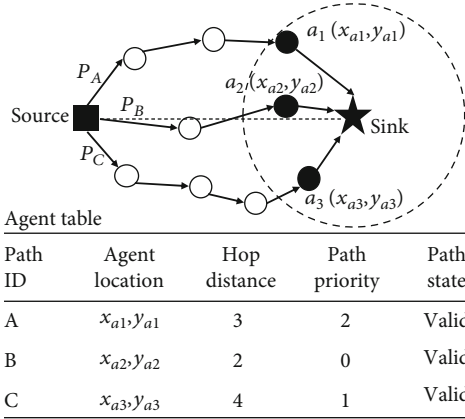 a1 (xa1,ya1)
PA
a2 (xa2,ya2)
Source
PB
Sink
PC
a3 (xa3,ya3)
Agent table
Path ID Agent location Hop distance Path priority Path state
A xa1,ya1 3 2 Valid
B xa2,ya2 2 0 Valid
C xa3,ya3 4 1 Valid